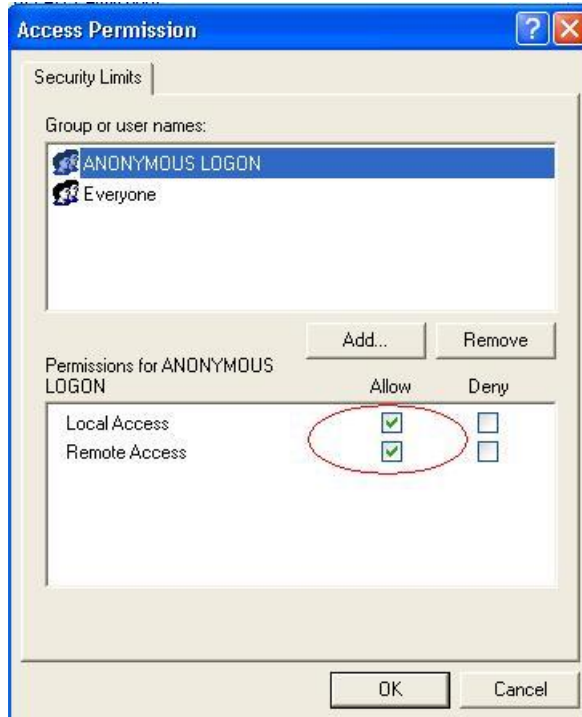 Access Permission
Security Limits
Group or user names:
ANONYMOUS LOGON
Everyone
Add...
Remove
Permissions for ANONYMOUS
LOGON
Allow
Deny
Local Access
Remote Access
OK
Cancel